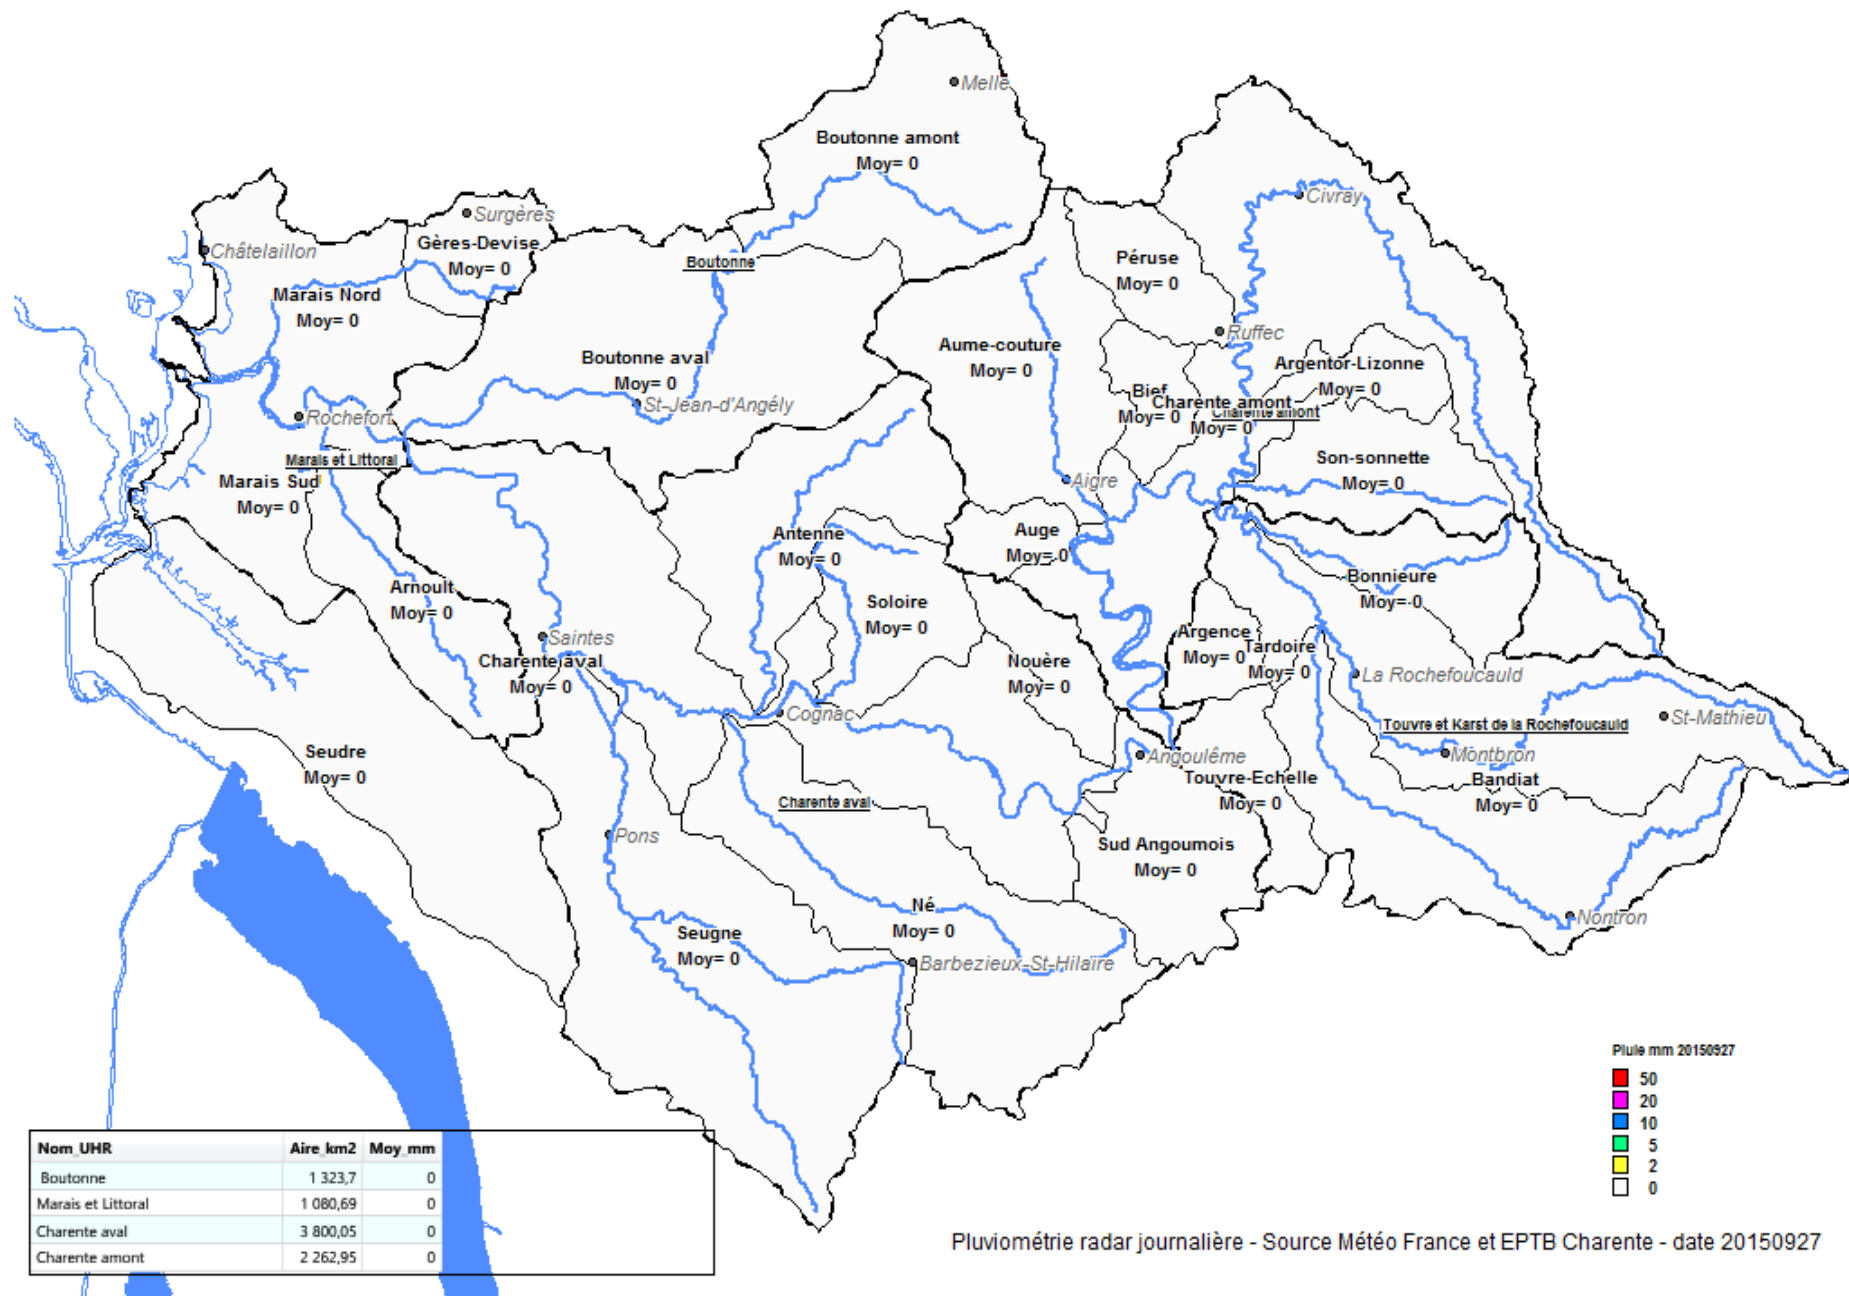 Melle
Boutonne amont
Moy= 0
Civray
Surgères
Châtelaillon
Gères-Devise
Moy= 0
Boutonne
Péruse
Moy= 0
Marais Nord
Moy= 0
Ruffec
Aume-couture
Moy= 0
Boutonne aval
Moy= 0
Argentor-Lizonne
Moy= 0
Bief
Moy= 0
Charente amont
Moy= 0
Charente amont
St-Jean-d'Angély
Rochefort
Marais et Littoral
Marais Sud
Moy= 0
Son-sonnette
Moy= 0
Aigre
Antenne
Moy= 0
Auge
Moy= 0
Bonnieure
Moy= 0
Arnoult
Moy= 0
Soloire
Moy= 0
Saintes
Charente aval
Moy= 0
Nouère
Moy= 0
Argence
Moy= 0
Tardoire
Moy= 0
La Rochefoucauld
Cognac
Touvre et Karst de la Rochefoucauld
St-Mathieu
Seudre
Moy= 0
Angoulême
Montbron
Touvre-Echelle
Moy= 0
Bandiat
Moy= 0
Charente aval
Pons
Sud Angoumois
Moy= 0
Né
Moy= 0
Nontron
Seugne
Moy= 0
Barbezieux-St-Hilaire
Pluie mm 20150927
50
20
10
5
2
0
Nom_UHR Aire_km2 Moy_mm
Boutonne 1 323,7 0
Marais et Littoral 1 080,69 0
Charente aval 3 800,05 0
Charente amont 2 262,95 0
Pluviométrie radar journalière - Source Météo France et EPTB Charente - date 20150927